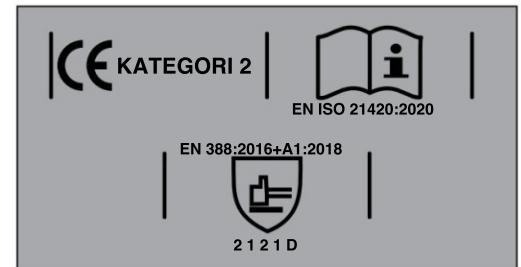 CE KATEGORI 2
i
EN ISO 21420:2020
EN 388:2016+A1:2018
2 1 2 1 D